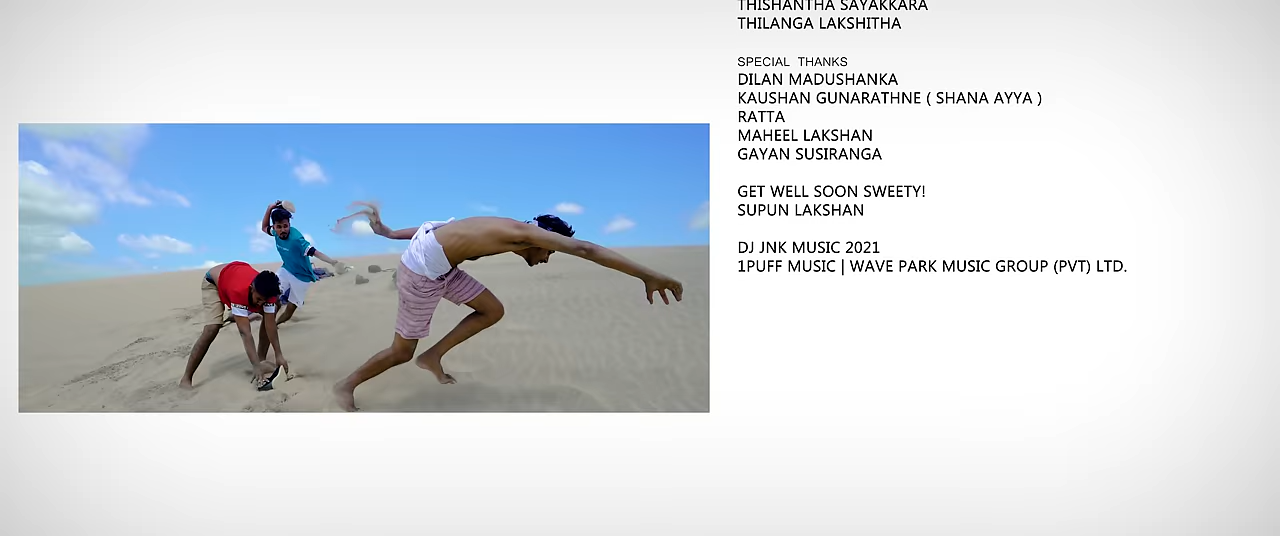 THISHANTHA SAYAKKARA
THILANGA LAKSHITHA
SPECIAL THANKS
DILAN MADUSHANKA
KAUSHAN GUNARATHNE ( SHANA AYYA )
RATTA
MAHEEL LAKSHAN
GAYAN SUSIRANGA
GET WELL SOON SWEETY!
SUPUN LAKSHAN
DJ JNK MUSIC 2021
1PUFF MUSIC | WAVE PARK MUSIC GROUP (PVT) LTD.